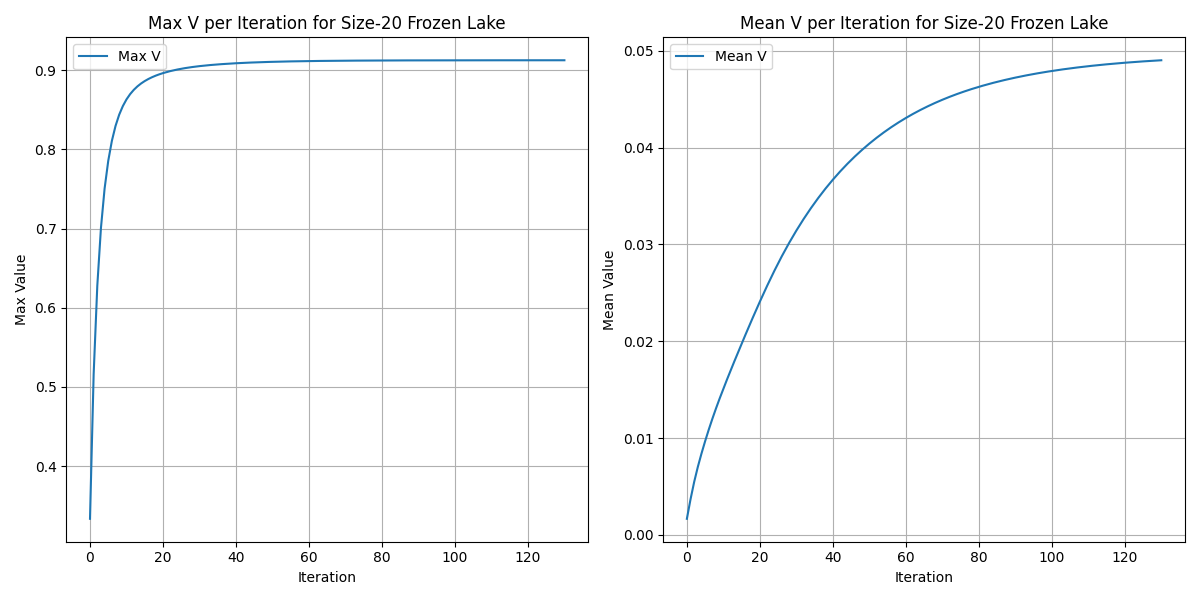 Max V per Iteration for Size-20 Frozen Lake
Max V
0.9
0.8
0.7
0.6
0.5
0.4
Max Value
0 20 40 60 80 100 120
Iteration
Mean V per Iteration for Size-20 Frozen Lake
Mean V
0.05
0.04
0.03
0.02
0.01
0.00
Mean Value
0 20 40 60 80 100 120
Iteration